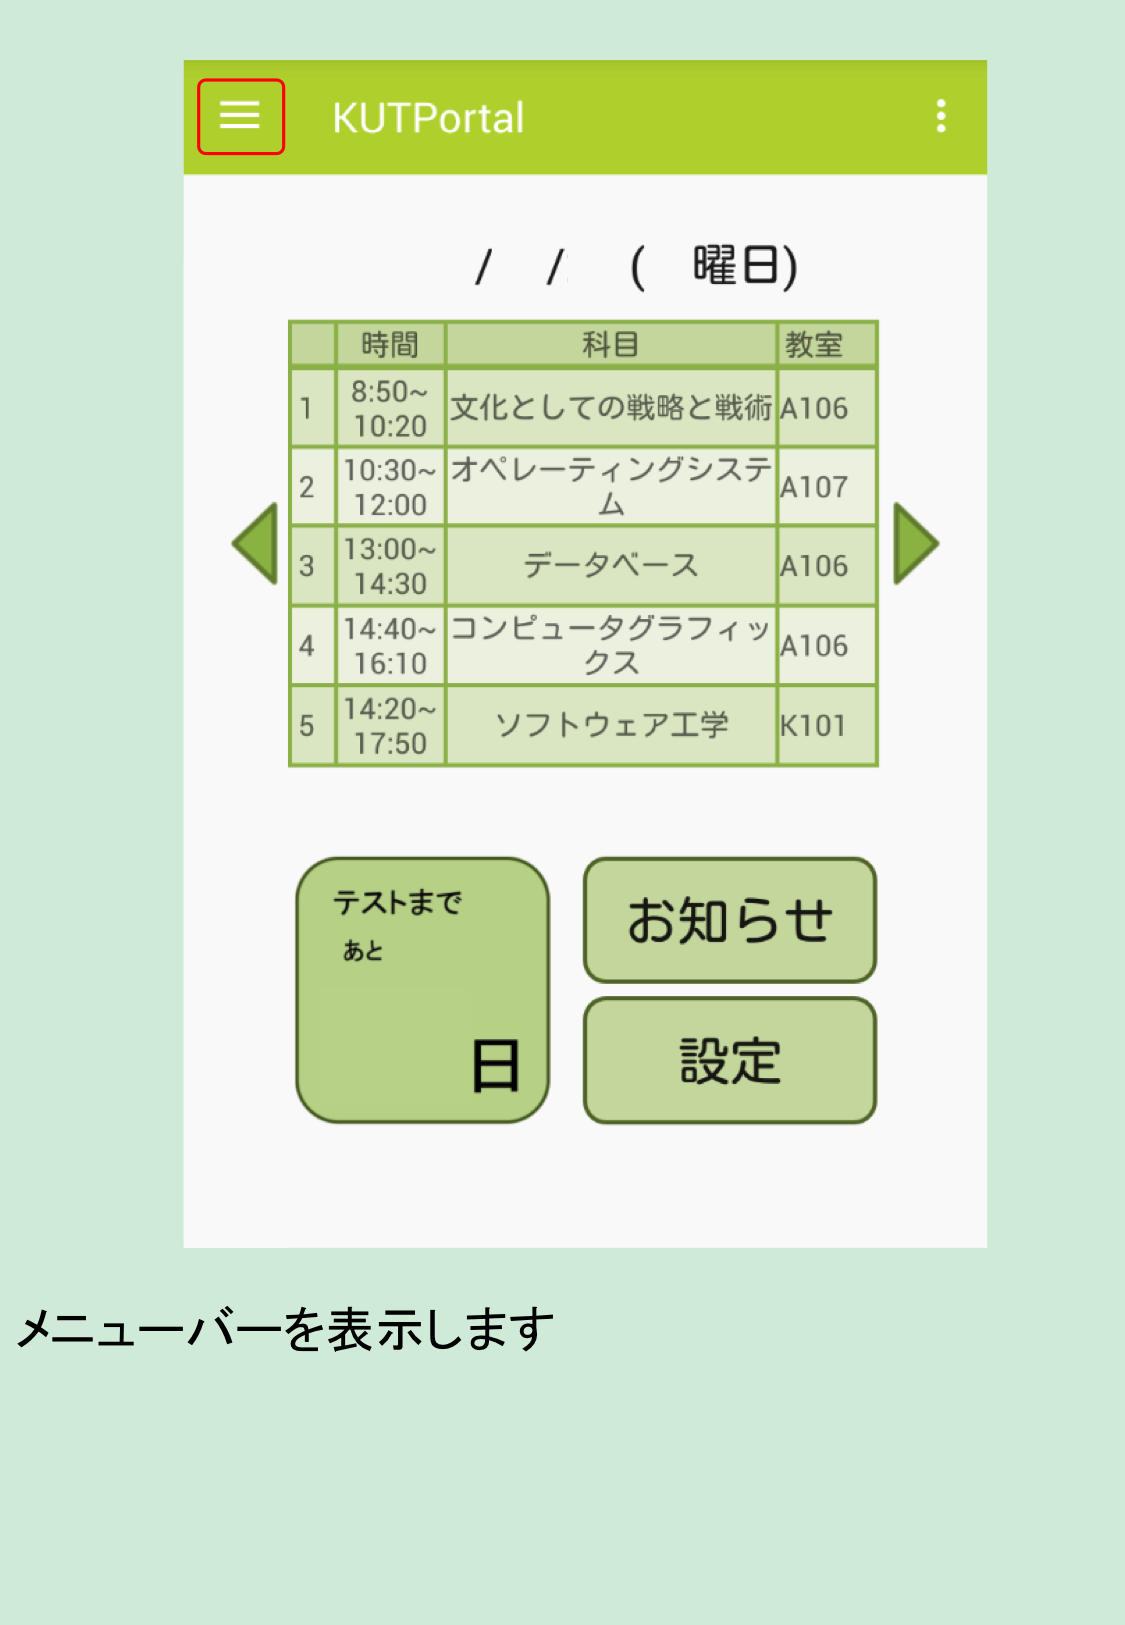 KUTPortal
/ / ( 曜日)
時間 科目 教室
1 8:50~ 10:20 文化としての戦略と戦術 A106
2 10:30~ 12:00 オペレーティングシステム A107
3 13:00~ 14:30 データベース A106
4 14:40~ 16:10 コンピュータグラフィックス A106
5 14:20~ 17:50 ソフトウェア工学 K101
テストまで
あと
日
お知らせ
設定
メニューバーを表示します